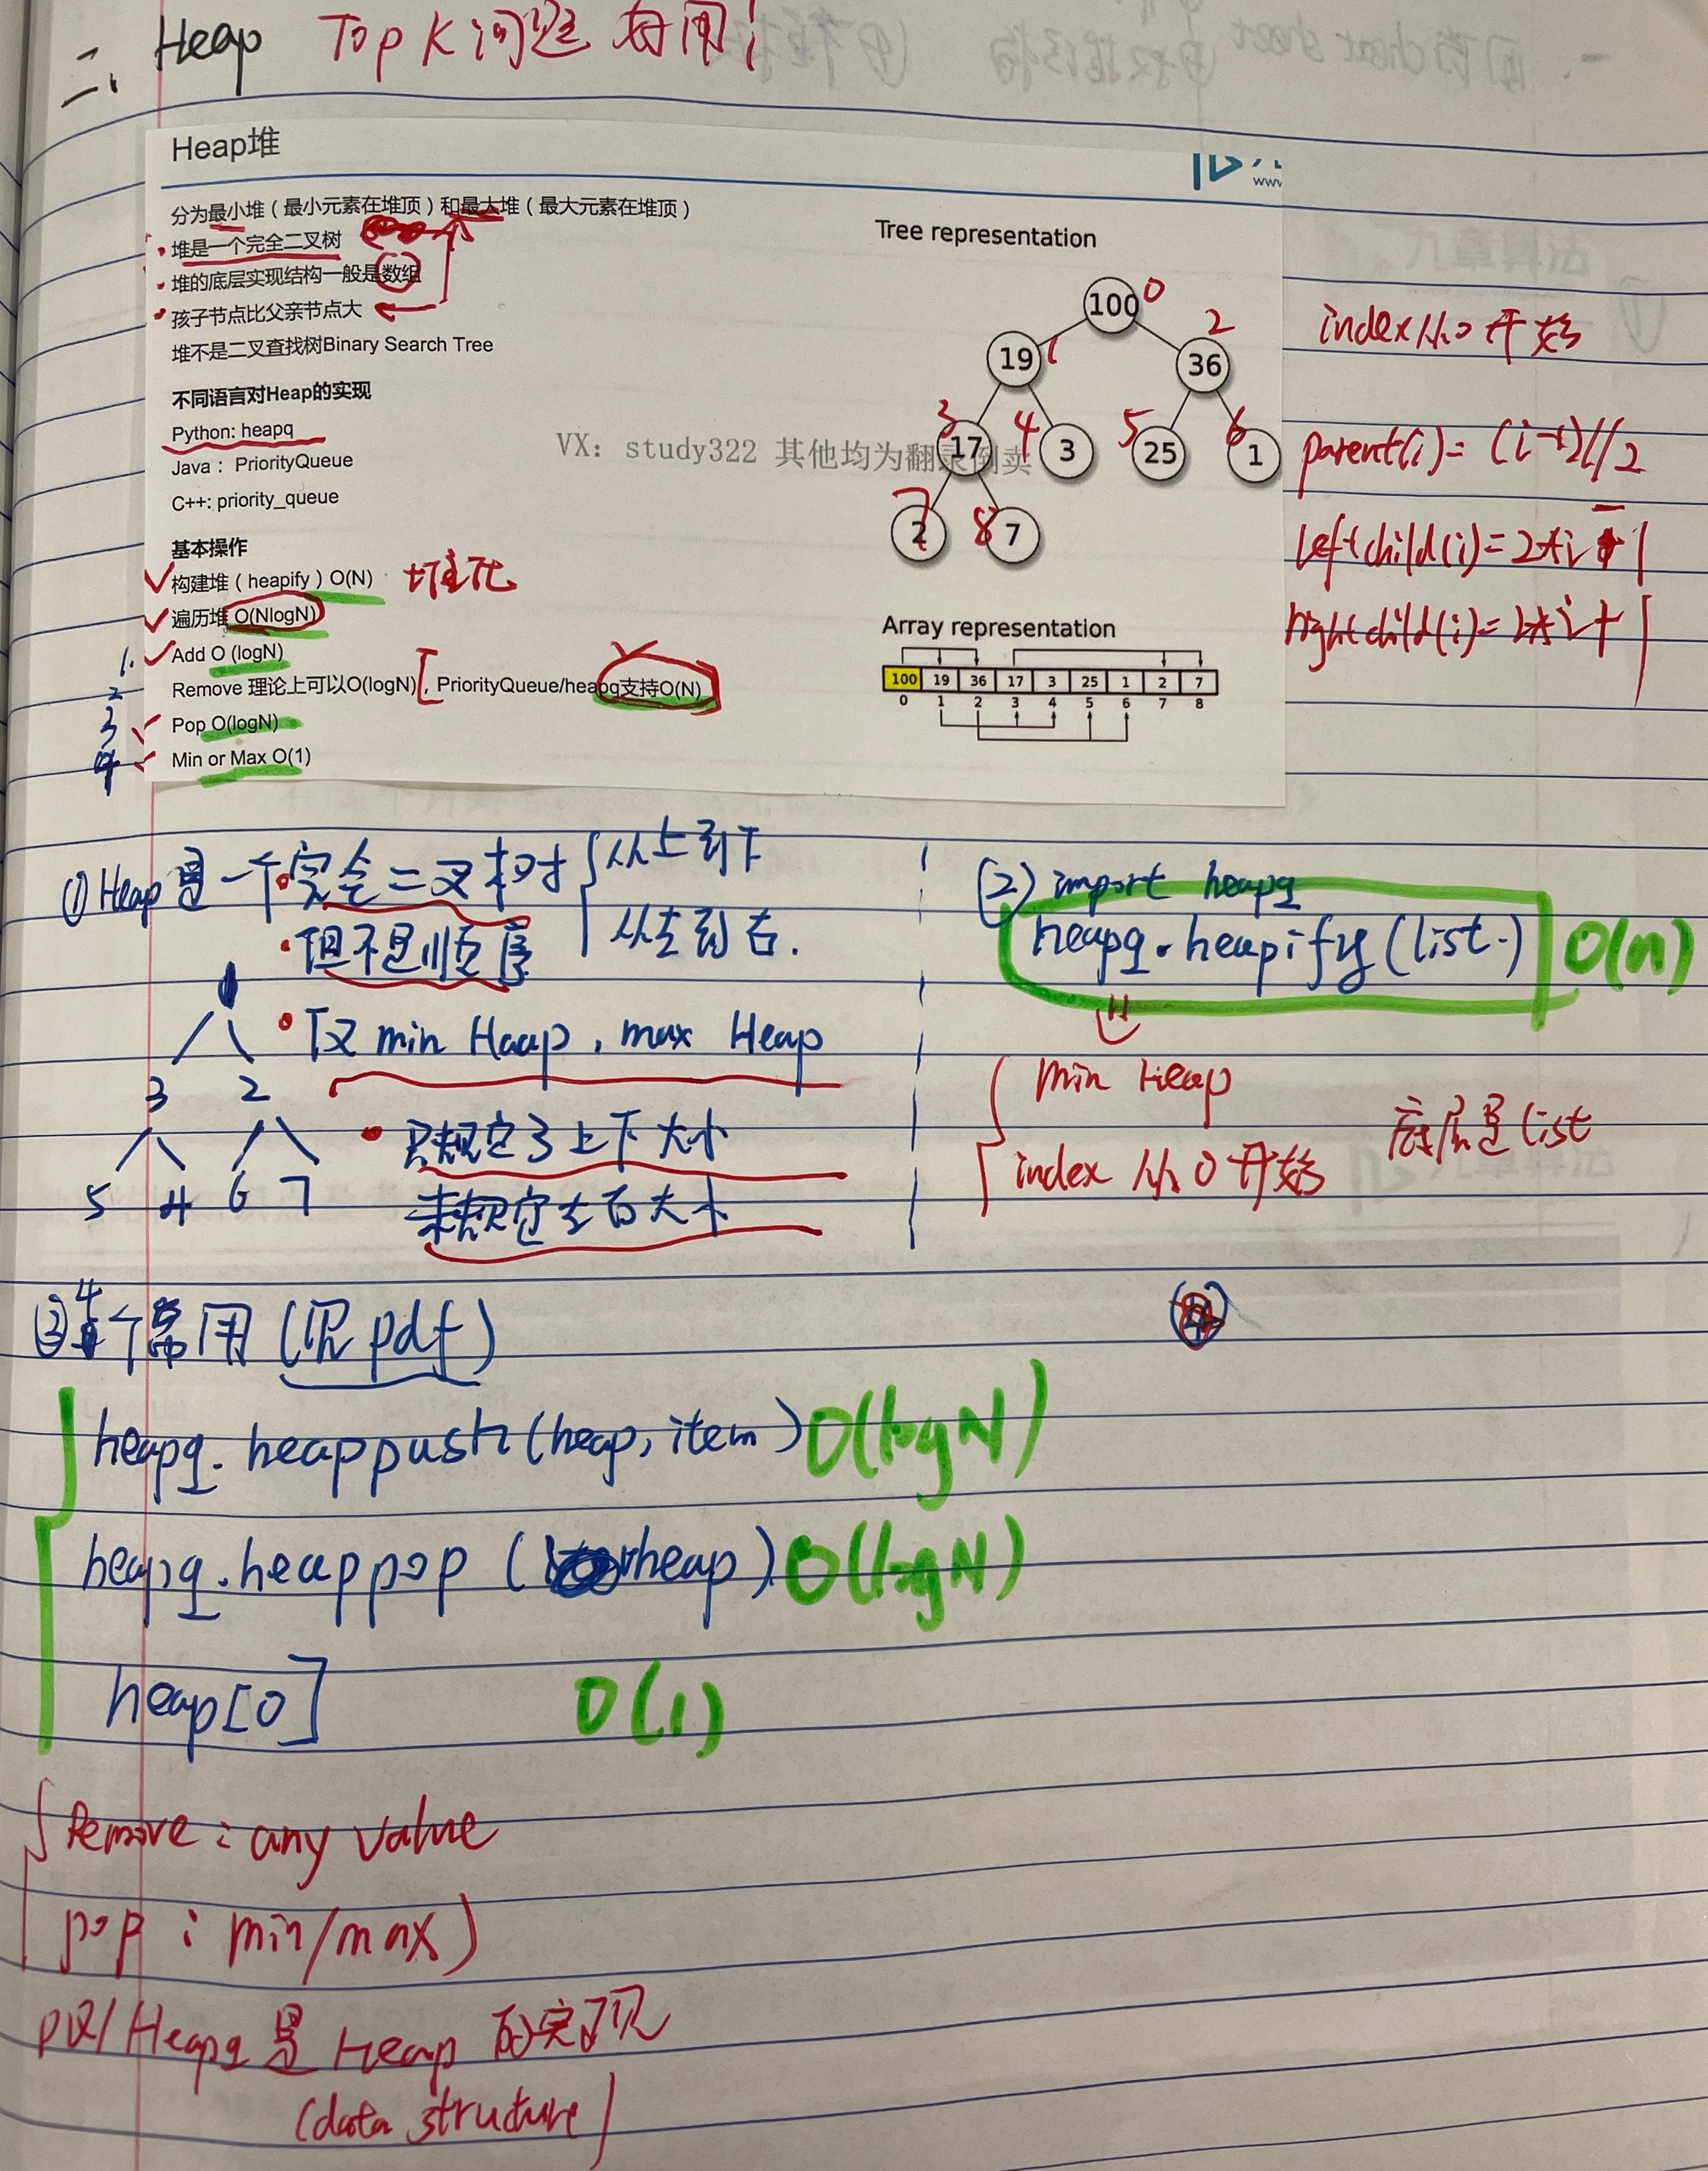 二、Heap Top K问题 有用!
Heap堆
www
分为最小堆（最小元素在堆顶）和最大堆（最大元素在堆顶）
堆是一个完全二叉树
堆的底层实现结构一般是数组
孩子节点比父亲节点大
堆不是二叉查找树Binary Search Tree
不同语言对Heap的实现
Python: heapq
Java： PriorityQueue
C++: priority_queue
VX：study322 其他均为翻录倒卖
基本操作
构建堆（heapify）O(N) 堆化
遍历堆 O(NlogN)
1. Add O (logN)
2 Remove 理论上可以O(logN)，PriorityQueue/heapq支持O(N)
3 Pop O(logN)
4 Min or Max O(1)
Tree representation
100 0
19 1 36 2
17 3 3 4 25 5 1 6
2 7 7 8
Array representation
100 19 36 17 3 25 1 2 7
0 1 2 3 4 5 6 7 8
index从0开始
parent(i)= (i-1)//2
leftchild(i)=2*i+1
rightchild(i)=2*i+
① Heap是一个完全二叉树 从上到下
从左到右.
但不是顺序
仅 min Heap, max Heap
只规定了上下大小
未规定左右大小
1
3 2
5 4 6 7
(2) import heapq
heapq.heapify(list.) O(n)
min Heap
index 从0开始
底层是list
③ 4个常用 (见pdf)
heapq.heappush(heap, item) O(logN)
heapq.heappop (heap) O(logN)
heap[0] O(1)
Remove : any value
pop : min/max)
PQ/Heapq 是 Heap 的实现
(data structure)